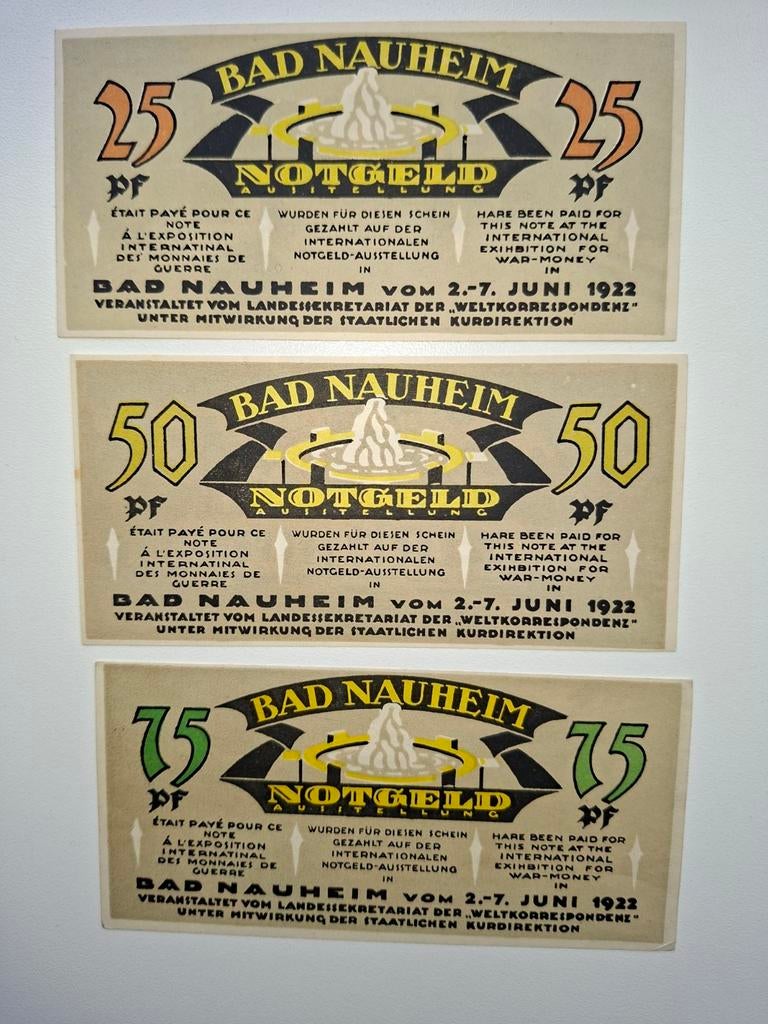 BAD NAUHEIM
25 25
NOTGELD
AUSSTELLUNG
pf pf
ÉTAIT PAYÉ POUR CE
NOTE
Á L'EXPOSITION
INTERNATINAL
DES MONNAIES DE
GUERRE
WURDEN FÜR DIESEN SCHEIN
GEZAHLT AUF DER
INTERNATIONALEN
NOTGELD-AUSSTELLUNG
IN
HARE BEEN PAID FOR
THIS NOTE AT THE
INTERNATIONAL
EXIHBITION FOR
WAR-MONEY
IN
BAD NAUHEIM VOM 2.-7. JUNI 1922
VERANSTALTET VOM LANDESSEKRETARIAT DER „WELTKORRESPONDENZ"
UNTER MITWIRKUNG DER STAATLICHEN KURDIREKTION
BAD NAUHEIM
50 50
NOTGELD
AUSSTELLUNG
pf pf
ÉTAIT PAYÉ POUR CE
NOTE
Á L'EXPOSITION
INTERNATINAL
DES MONNAIES DE
GUERRE
WURDEN FÜR DIESEN SCHEIN
GEZAHLT AUF DER
INTERNATIONALEN
NOTGELD-AUSSTELLUNG
IN
HARE BEEN PAID FOR
THIS NOTE AT THE
INTERNATIONAL
EXIHBITION FOR
WAR-MONEY
IN
BAD NAUHEIM VOM 2.-7. JUNI 1922
VERANSTALTET VOM LANDESSEKRETARIAT DER „WELTKORRESPONDENZ"
UNTER MITWIRKUNG DER STAATLICHEN KURDIREKTION
BAD NAUHEIM
75 75
NOTGELD
AUSSTELLUNG
pf pf
ÉTAIT PAYÉ POUR CE
NOTE
Á L'EXPOSITION
INTERNATINAL
DES MONNAIES DE
GUERRE
WURDEN FÜR DIESEN SCHEIN
GEZAHLT AUF DER
INTERNATIONALEN
NOTGELD-AUSSTELLUNG
IN
HARE BEEN PAID FOR
THIS NOTE AT THE
INTERNATIONAL
EXIHBITION FOR
WAR-MONEY
IN
BAD NAUHEIM VOM 2.-7. JUNI 1922
VERANSTALTET VOM LANDESSEKRETARIAT DER „WELTKORRESPONDENZ"
UNTER MITWIRKUNG DER STAATLICHEN KURDIREKTION